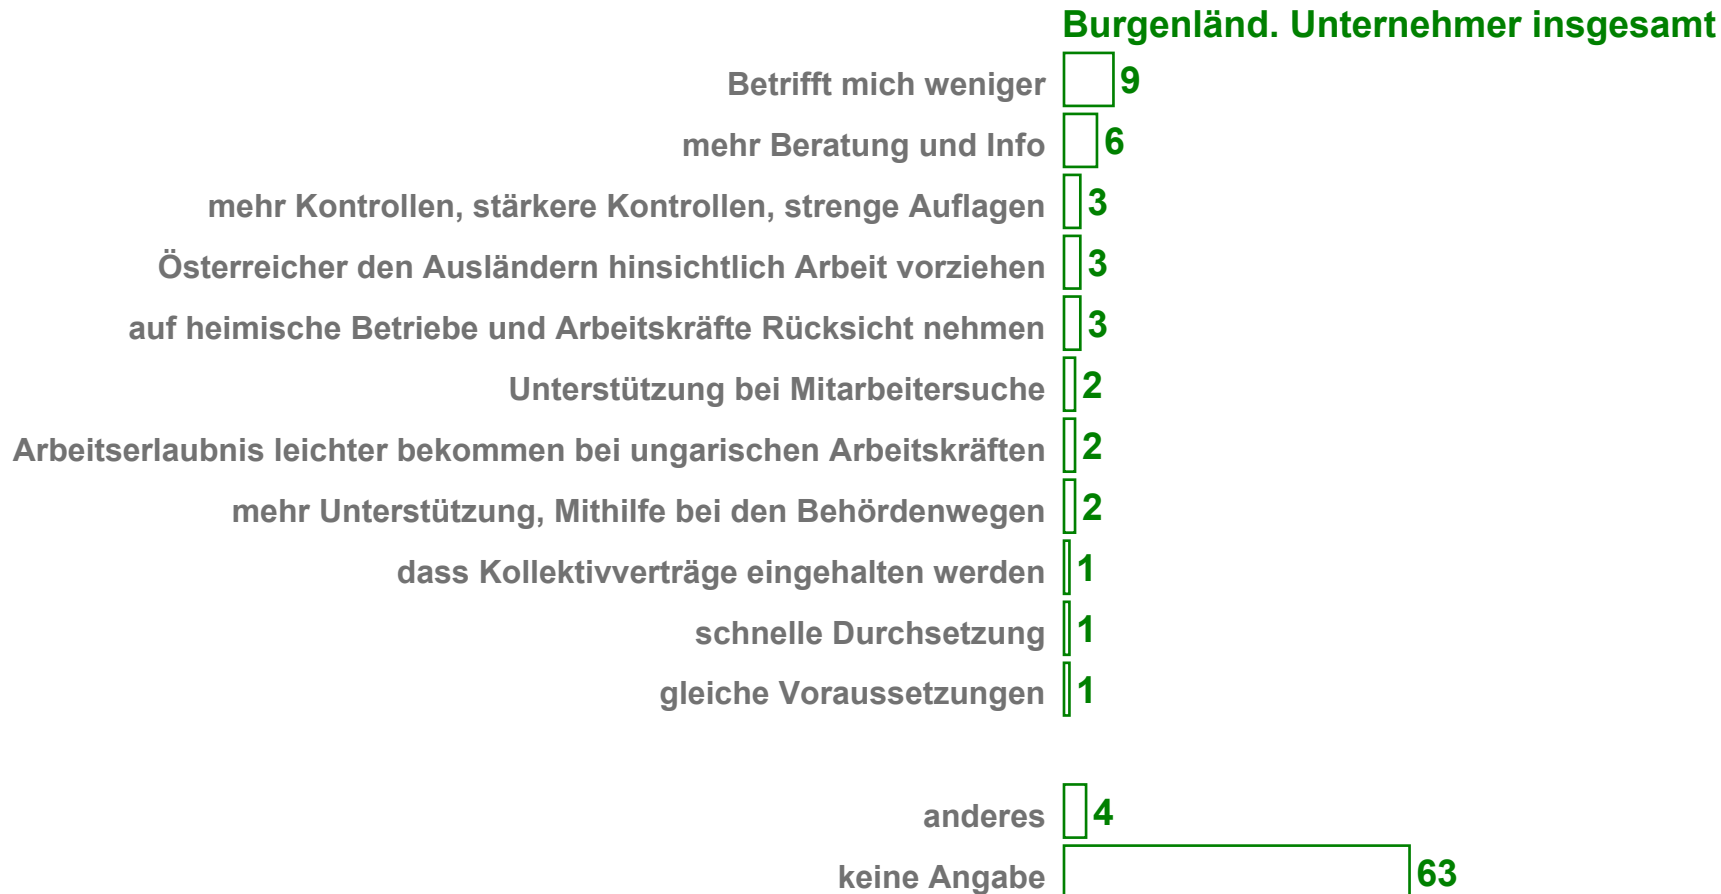 Burgenländ. Unternehmer insgesamt
Betrifft mich weniger 9
mehr Beratung und Info 6
mehr Kontrollen, stärkere Kontrollen, strenge Auflagen 3
Österreicher den Ausländern hinsichtlich Arbeit vorziehen 3
auf heimische Betriebe und Arbeitskräfte Rücksicht nehmen 3
Unterstützung bei Mitarbeitersuche 2
Arbeitserlaubnis leichter bekommen bei ungarischen Arbeitskräften 2
mehr Unterstützung, Mithilfe bei den Behördenwegen 2
dass Kollektivverträge eingehalten werden 1
schnelle Durchsetzung 1
gleiche Voraussetzungen 1
anderes 4
keine Angabe 63